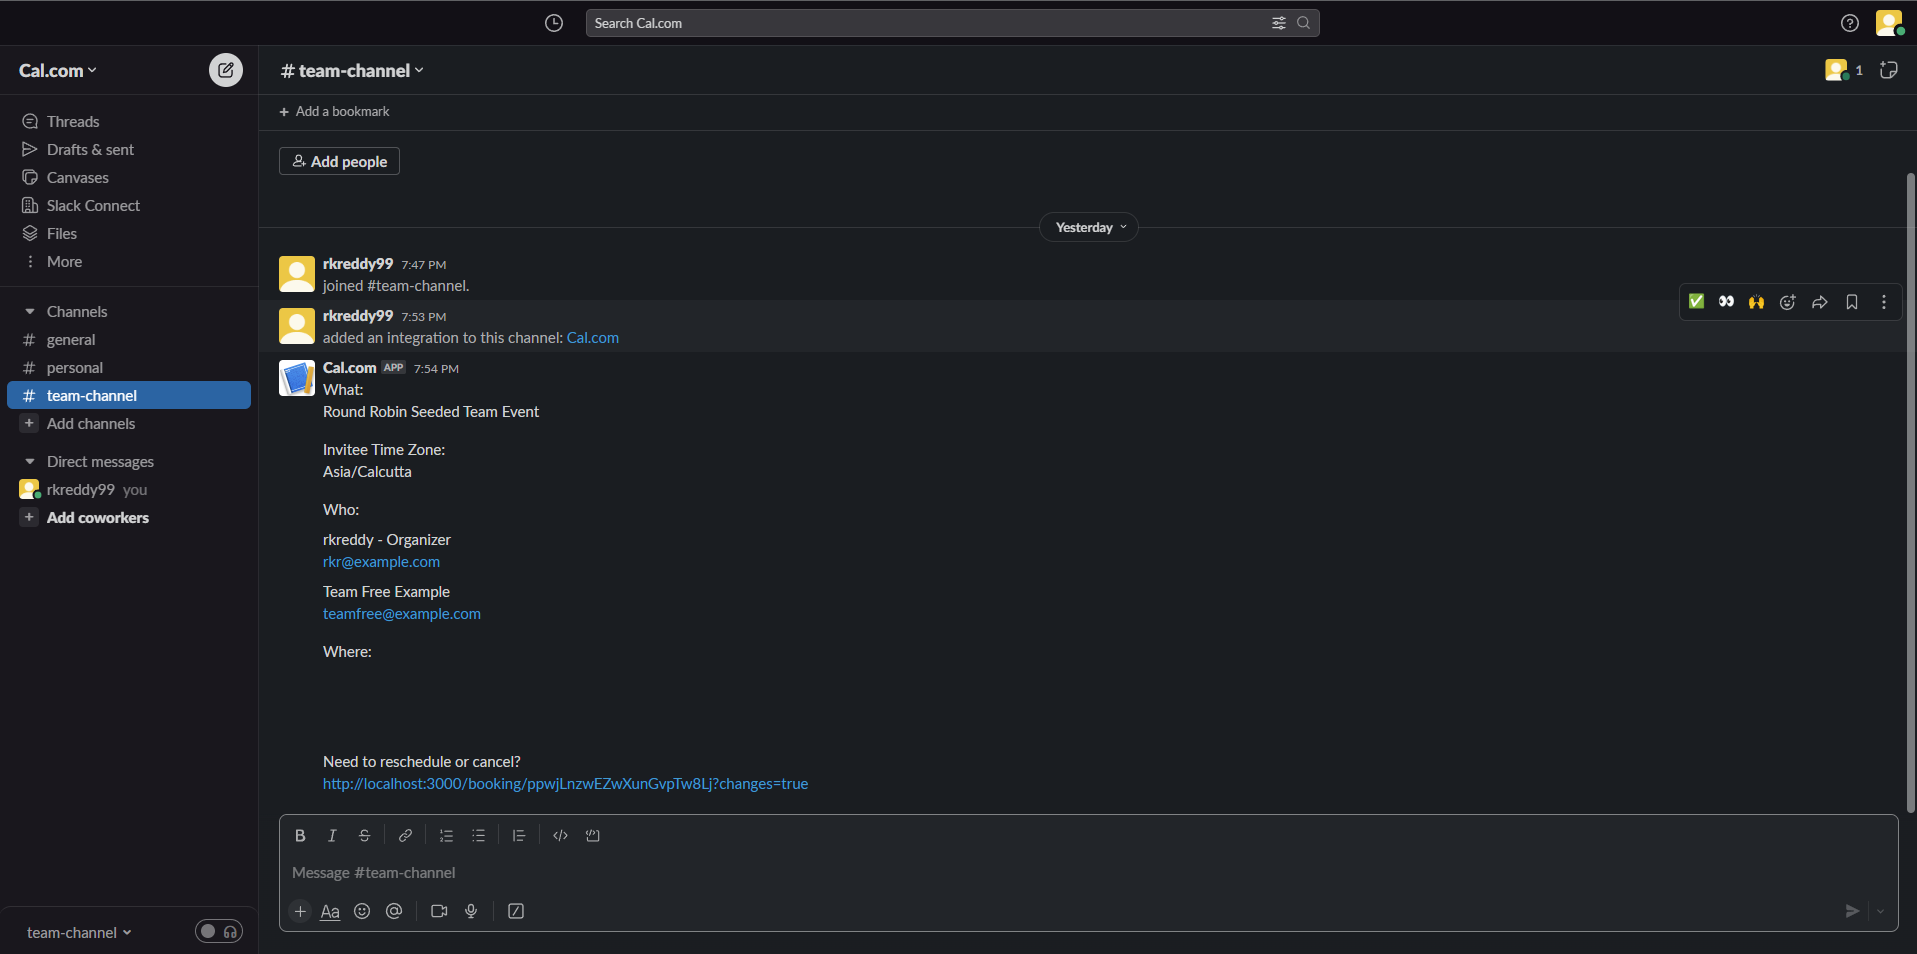 Search Cal.com
Cal.com
# team-channel
1
+ Add a bookmark
Threads
Drafts & sent
Canvases
Slack Connect
Files
More
Channels
# general
# personal
# team-channel
+ Add channels
Direct messages
rkreddy99 you
+ Add coworkers
team-channel
Add people
Yesterday
rkreddy99 7:47 PM
joined #team-channel.
rkreddy99 7:53 PM
added an integration to this channel: Cal.com
Cal.com APP 7:54 PM
What:
Round Robin Seeded Team Event
Invitee Time Zone:
Asia/Calcutta
Who:
rkreddy - Organizer
rkr@example.com
Team Free Example
teamfree@example.com
Where:
Need to reschedule or cancel?
http://localhost:3000/booking/ppwjLnzwEZwXunGvpTw8Lj?changes=true
B I S
Message #team-channel
+ Aa @